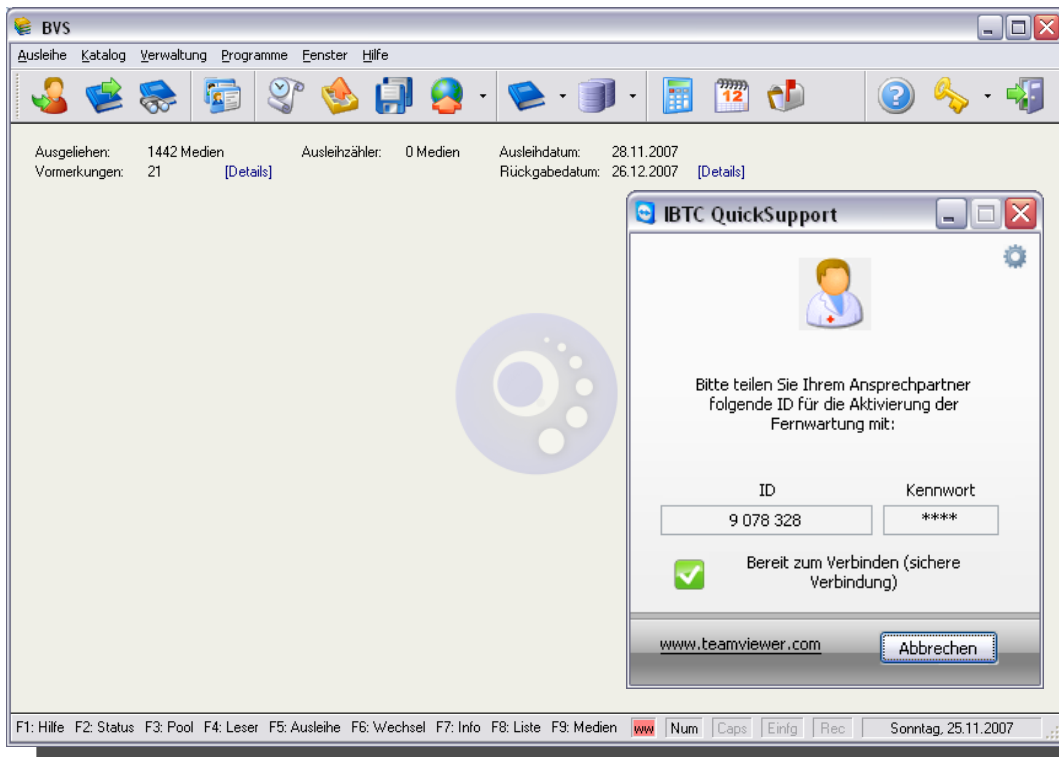 BVS
Ausleihe Katalog Verwaltung Programme Fenster Hilfe
12
Ausgeliehen: 1442 Medien Ausleihzähler: 0 Medien Ausleihdatum: 28.11.2007
Vormerkungen: 21 [Details] Rückgabedatum: 26.12.2007 [Details]
IBTC QuickSupport
Bitte teilen Sie Ihrem Ansprechpartner
folgende ID für die Aktivierung der
Fernwartung mit:
ID Kennwort
9 078 328 ****
Bereit zum Verbinden (sichere
Verbindung)
www.teamviewer.com Abbrechen
F1: Hilfe F2: Status F3: Pool F4: Leser F5: Ausleihe F6: Wechsel F7: Info F8: Liste F9: Medien ww Num Caps Einfg Rec Sonntag, 25.11.2007